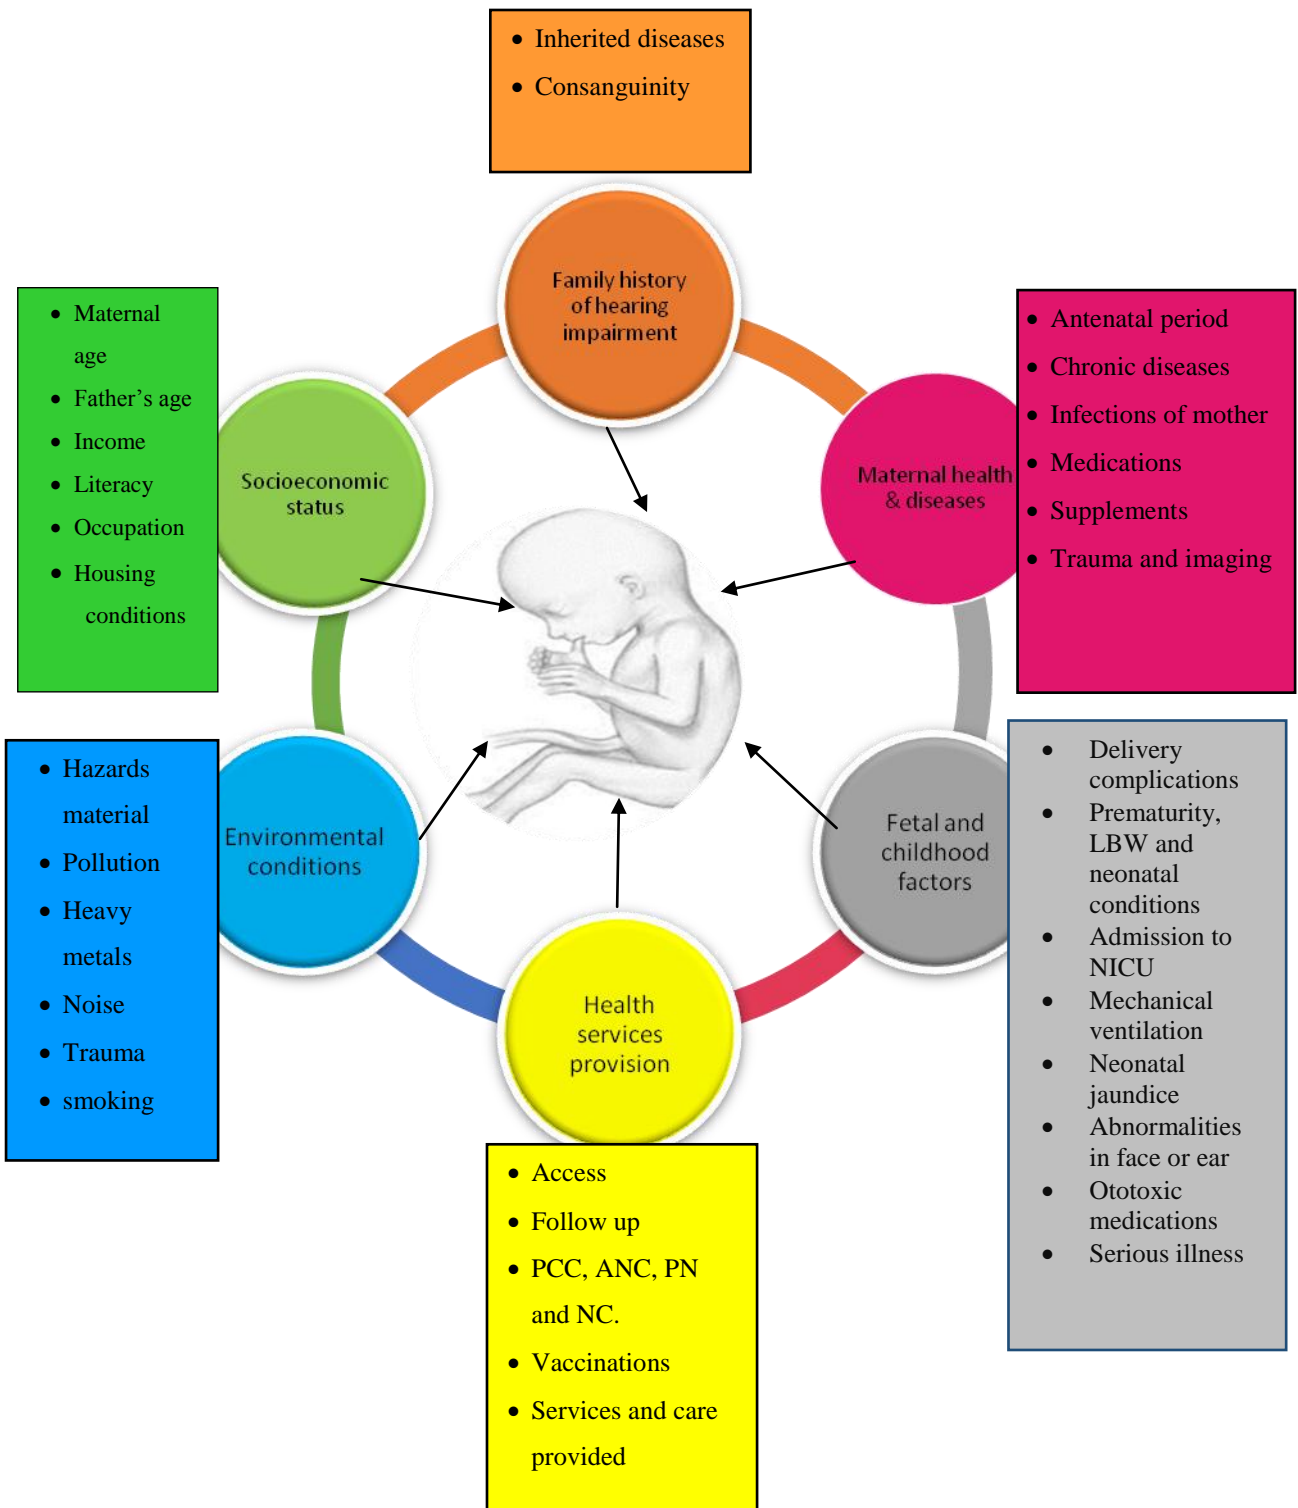 • Inherited diseases
• Consanguinity
Family history
of hearing
impairment
• Maternal
age
• Father's age
• Income
• Literacy
• Occupation
• Housing
conditions
Socioeconomic
status
Maternal health
& diseases
• Antenatal period
• Chronic diseases
• Infections of mother
• Medications
• Supplements
• Trauma and imaging
• Hazards
material
• Pollution
• Heavy
metals
• Noise
• Trauma
• smoking
Environmental
conditions
Fetal and
childhood
factors
• Delivery
complications
• Prematurity,
LBW and
neonatal
conditions
• Admission to
NICU
• Mechanical
ventilation
• Neonatal
jaundice
• Abnormalities
in face or ear
• Ototoxic
medications
• Serious illness
Health
services
provision
• Access
• Follow up
• PCC, ANC, PN
and NC.
• Vaccinations
• Services and care
provided